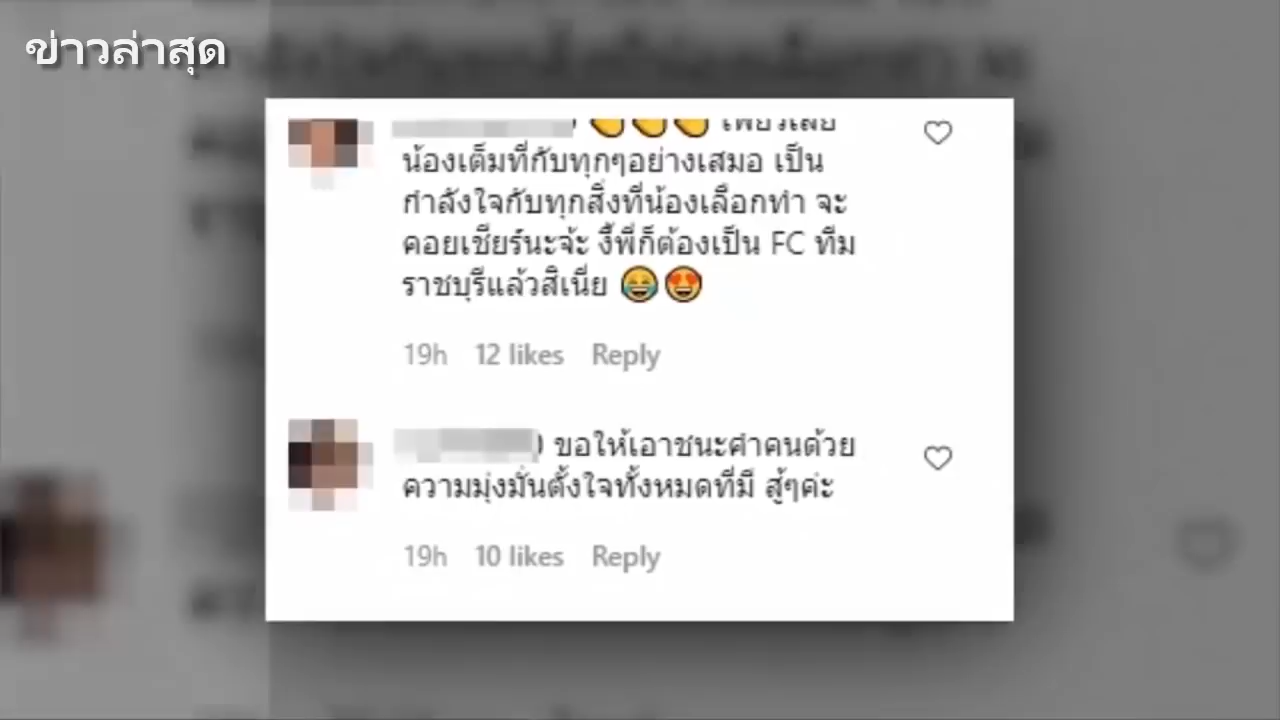 ข่าวล่าสุด
👏👏👏 เพียวเลย
น้องเต็มที่กับทุกๆอย่างเสมอ เป็น
กำลังใจกับทุกสิ่งที่น้องเลือกทำ จะ
คอยเชียร์นะจ้ะ งี้พี่ก็ต้องเป็น FC ทีม
ราชบุรีแล้วสิเนี่ย 😂😍
19h 12 likes Reply
ขอให้เอาชนะคำคนด้วย
ความมุ่งมั่นตั้งใจทั้งหมดที่มี สู้ๆค่ะ
19h 10 likes Reply